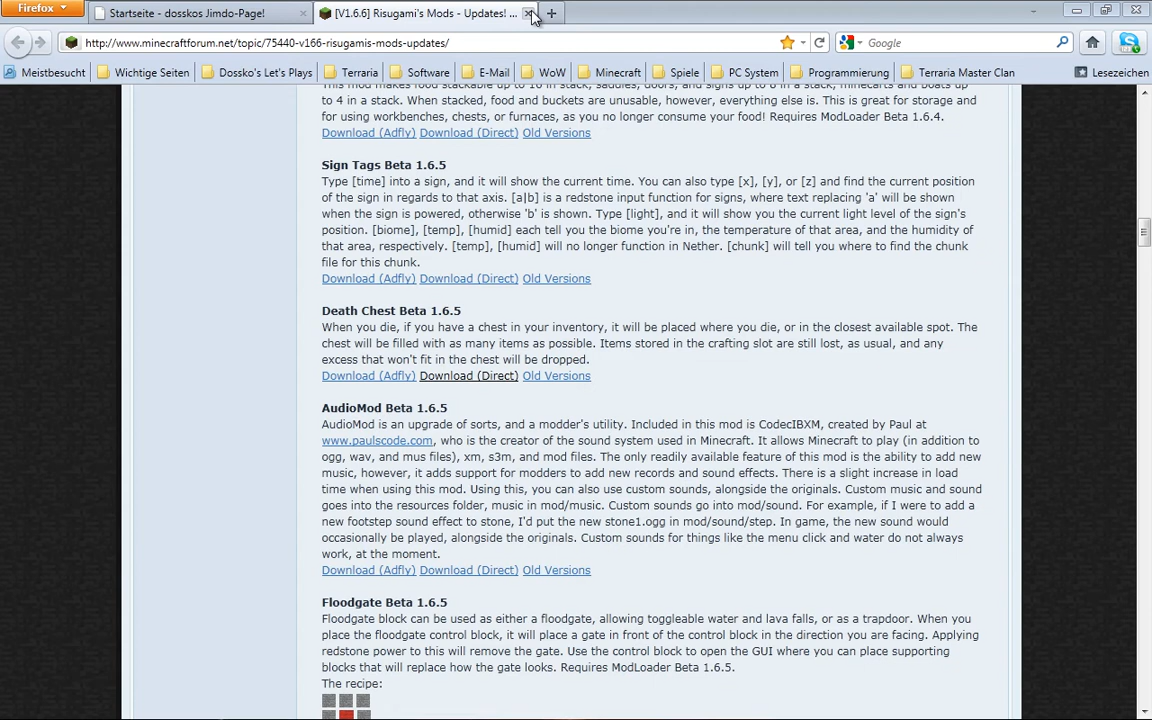 Firefox
Startseite - dosskos Jimdo-Page!
[V1.6.6] Risugami's Mods - Updates! ...
http://www.minecraftforum.net/topic/75440-v166-risugamis-mods-updates/
Google
Meistbesucht
Wichtige Seiten
Dossko's Let's Plays
Terraria
Software
E-Mail
WoW
Minecraft
Spiele
PC System
Programmierung
Terraria Master Clan
Lesezeichen
This mod makes food stackable up to 16 in stack, saddles, doors, and signs up to 8 in a stack, minecarts and boats up
to 4 in a stack. When stacked, food and buckets are unusable, however, everything else is. This is great for storage and
for using workbenches, chests, or furnaces, as you no longer consume your food! Requires ModLoader Beta 1.6.4.
Download (Adfly) Download (Direct) Old Versions
Sign Tags Beta 1.6.5
Type [time] into a sign, and it will show the current time. You can also type [x], [y], or [z] and find the current position
of the sign in regards to that axis. [a|b] is a redstone input function for signs, where text replacing 'a' will be shown
when the sign is powered, otherwise 'b' is shown. Type [light], and it will show you the current light level of the sign's
position. [biome], [temp], [humid] each tell you the biome you're in, the temperature of that area, and the humidity of
that area, respectively. [temp], [humid] will no longer function in Nether. [chunk] will tell you where to find the chunk
file for this chunk.
Download (Adfly) Download (Direct) Old Versions
Death Chest Beta 1.6.5
When you die, if you have a chest in your inventory, it will be placed where you die, or in the closest available spot. The
chest will be filled with as many items as possible. Items stored in the crafting slot are still lost, as usual, and any
excess that won't fit in the chest will be dropped.
Download (Adfly) Download (Direct) Old Versions
AudioMod Beta 1.6.5
AudioMod is an upgrade of sorts, and a modder's utility. Included in this mod is CodecIBXM, created by Paul at
www.paulscode.com, who is the creator of the sound system used in Minecraft. It allows Minecraft to play (in addition to
ogg, wav, and mus files), xm, s3m, and mod files. The only readily available feature of this mod is the ability to add new
music, however, it adds support for modders to add new records and sound effects. There is a slight increase in load
time when using this mod. Using this, you can also use custom sounds, alongside the originals. Custom music and sound
goes into the resources folder, music in mod/music. Custom sounds go into mod/sound. For example, if I were to add a
new footstep sound effect to stone, I'd put the new stone1.ogg in mod/sound/step. In game, the new sound would
occasionally be played, alongside the originals. Custom sounds for things like the menu click and water do not always
work, at the moment.
Download (Adfly) Download (Direct) Old Versions
Floodgate Beta 1.6.5
Floodgate block can be used as either a floodgate, allowing toggleable water and lava falls, or as a trapdoor. When you
place the floodgate control block, it will place a gate in front of the control block in the direction you are facing. Applying
redstone power to this will remove the gate. Use the control block to open the GUI where you can place supporting
blocks that will replace how the gate looks. Requires ModLoader Beta 1.6.5.
The recipe: